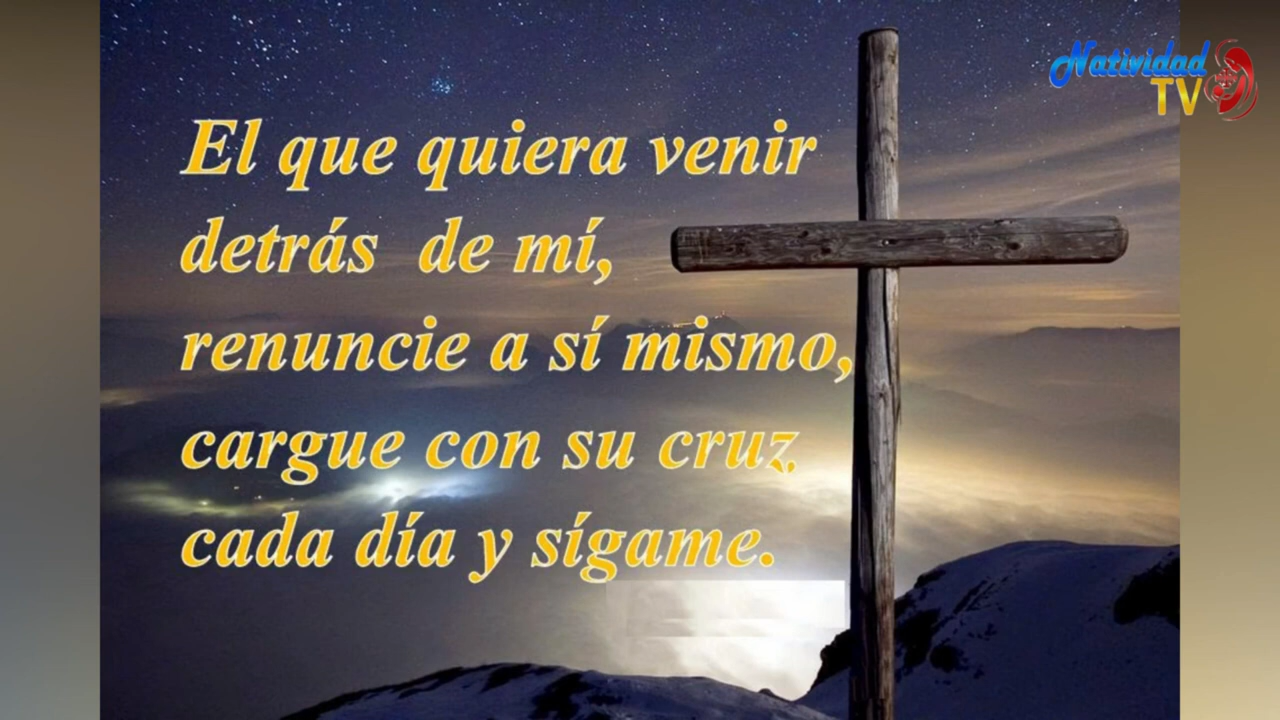 Natividad
TV
El que quiera venir
detrás de mí,
renuncie a sí mismo,
cargue con su cruz
cada día y sígame.